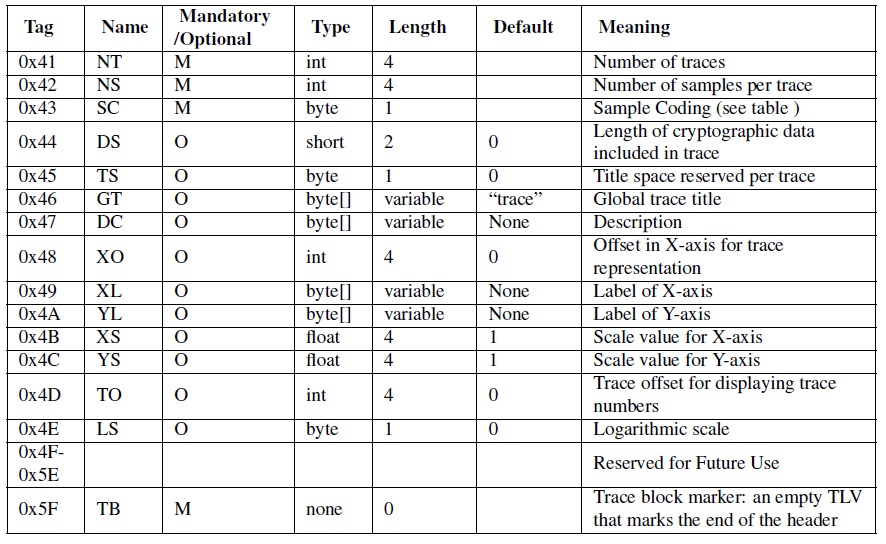 Tag Name Mandatory /Optional Type Length Default Meaning
0x41 NT M int 4 Number of traces
0x42 NS M int 4 Number of samples per trace
0x43 SC M byte 1 Sample Coding (see table )
0x44 DS O short 2 0 Length of cryptographic data included in trace
0x45 TS O byte 1 0 Title space reserved per trace
0x46 GT O byte[] variable “trace” Global trace title
0x47 DC O byte[] variable None Description
0x48 XO O int 4 0 Offset in X-axis for trace representation
0x49 XL O byte[] variable None Label of X-axis
0x4A YL O byte[] variable None Label of Y-axis
0x4B XS O float 4 1 Scale value for X-axis
0x4C YS O float 4 1 Scale value for Y-axis
0x4D TO O int 4 0 Trace offset for displaying trace numbers
0x4E LS O byte 1 0 Logarithmic scale
0x4F-0x5E Reserved for Future Use
0x5F TB M none 0 Trace block marker: an empty TLV that marks the end of the header